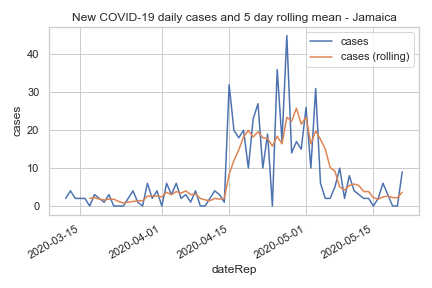 New COVID-19 daily cases and 5 day rolling mean - Jamaica
cases
cases (rolling)
cases
40
30
20
10
0
2020-03-15
2020-04-01
2020-04-15
2020-05-01
2020-05-15
dateRep